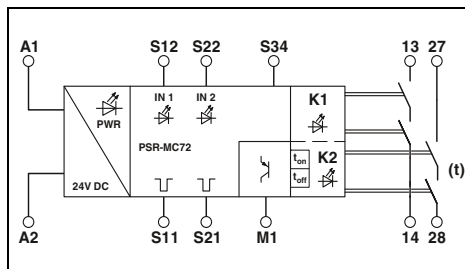 A1 S12 S22 S34 13 27
IN 1 IN 2 K1
PWR
PSR-MC72
t_on K2
t_off (t)
24V DC
A2 S11 S21 M1 14 28